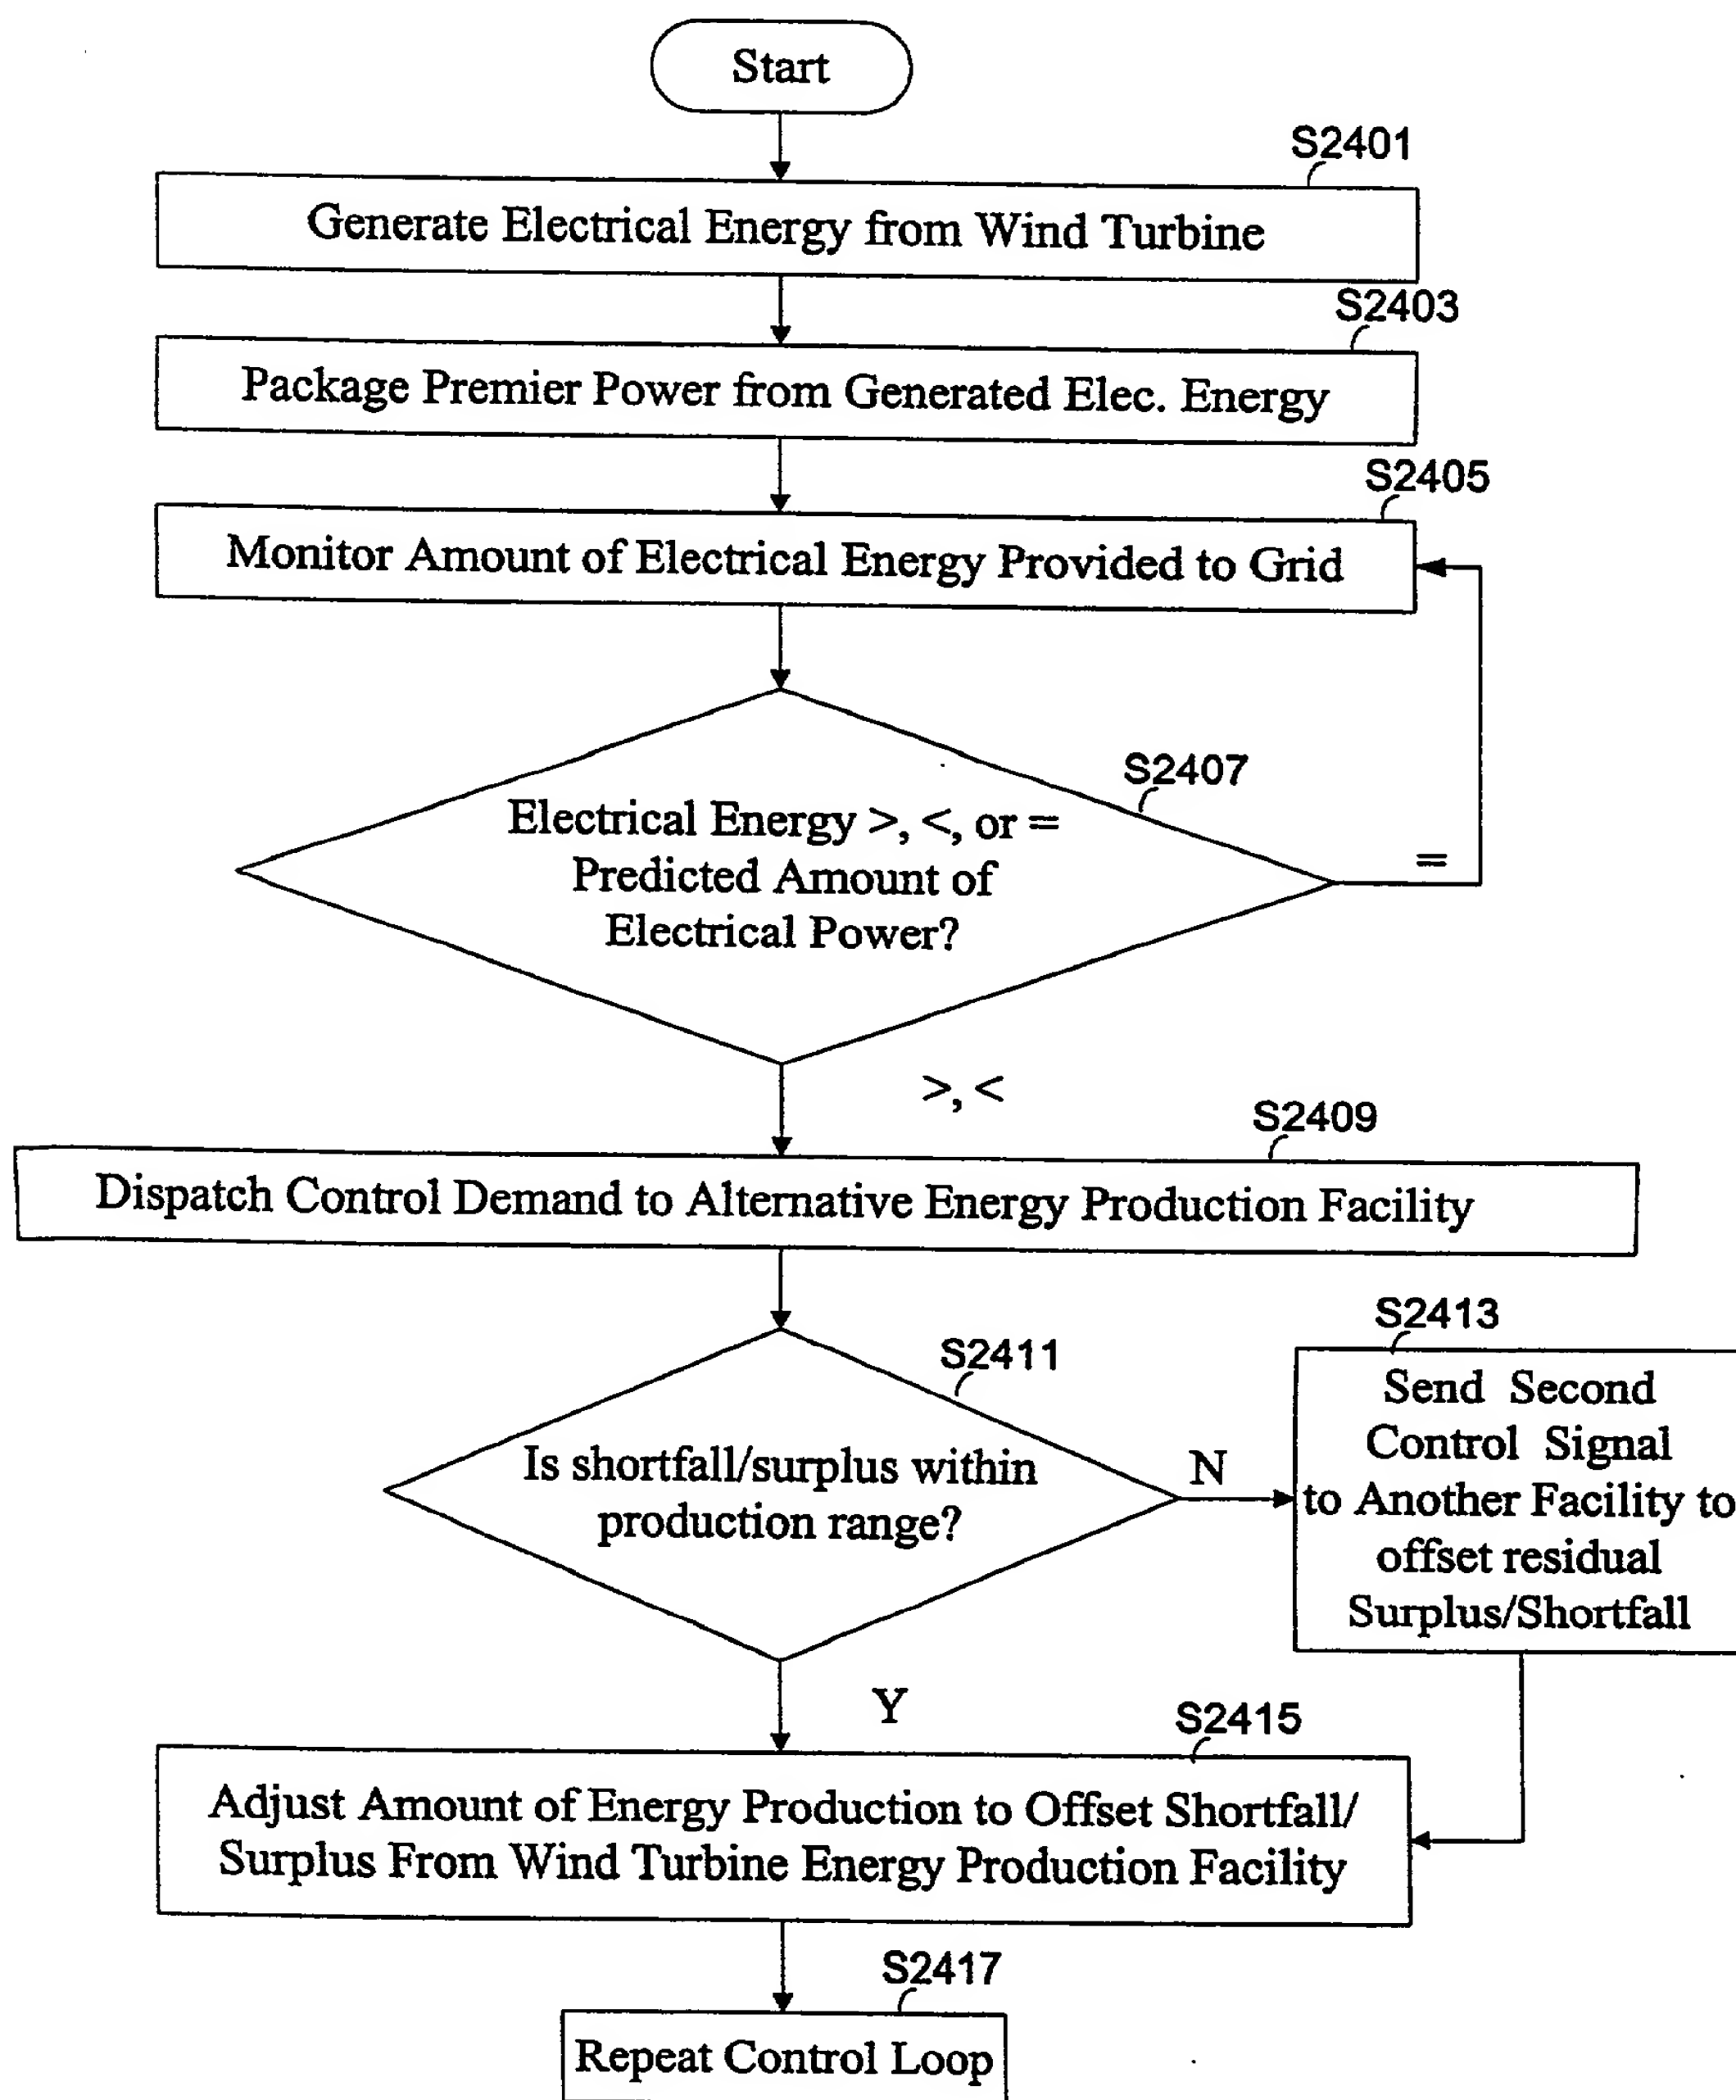 Start
S2401
Generate Electrical Energy from Wind Turbine
S2403
Package Premier Power from Generated Elec. Energy
S2405
Monitor Amount of Electrical Energy Provided to Grid
S2407
Electrical Energy >, <, or =
Predicted Amount of
Electrical Power?
=
>, <
S2409
Dispatch Control Demand to Alternative Energy Production Facility
S2411
Is shortfall/surplus within
production range?
N
S2413
Send Second
Control Signal
to Another Facility to
offset residual
Surplus/Shortfall
Y
S2415
Adjust Amount of Energy Production to Offset Shortfall/
Surplus From Wind Turbine Energy Production Facility
S2417
Repeat Control Loop